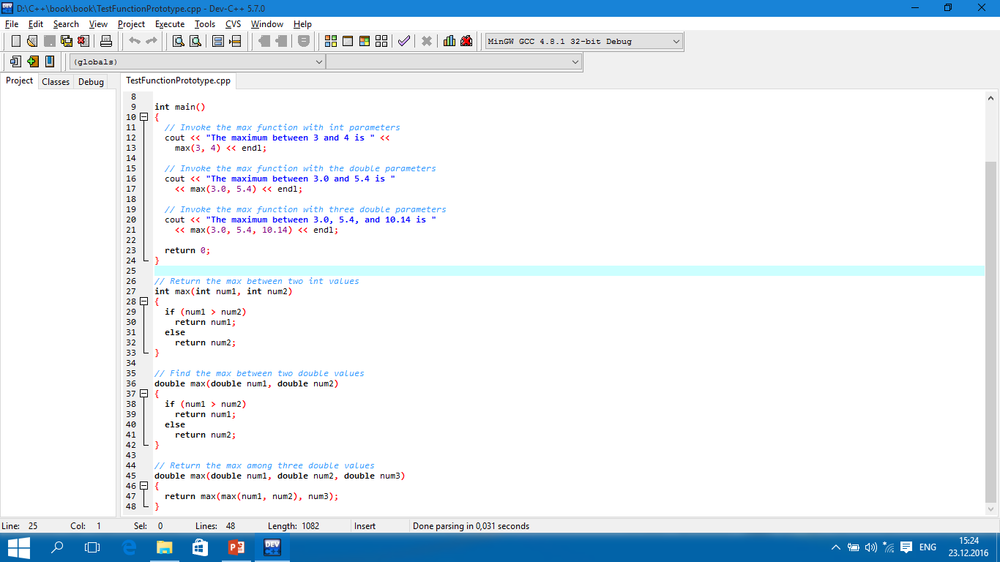 D:\C++\book\book\TestFunctionPrototype.cpp - Dev-C++ 5.7.0
File Edit Search View Project Execute Tools CVS Window Help
MinGW GCC 4.8.1 32-bit Debug
(globals)
Project Classes Debug TestFunctionPrototype.cpp
8
9 int main()
10 {
11 // Invoke the max function with int parameters
12 cout << "The maximum between 3 and 4 is " <<
13 max(3, 4) << endl;
14
15 // Invoke the max function with the double parameters
16 cout << "The maximum between 3.0 and 5.4 is "
17 << max(3.0, 5.4) << endl;
18
19 // Invoke the max function with three double parameters
20 cout << "The maximum between 3.0, 5.4, and 10.14 is "
21 << max(3.0, 5.4, 10.14) << endl;
22
23 return 0;
24 }
25
26 // Return the max between two int values
27 int max(int num1, int num2)
28 {
29 if (num1 > num2)
30 return num1;
31 else
32 return num2;
33 }
34
35 // Find the max between two double values
36 double max(double num1, double num2)
37 {
38 if (num1 > num2)
39 return num1;
40 else
41 return num2;
42 }
43
44 // Return the max among three double values
45 double max(double num1, double num2, double num3)
46 {
47 return max(max(num1, num2), num3);
48 }
Line: 25 Col: 1 Sel: 0 Lines: 48 Length: 1082 Insert Done parsing in 0,031 seconds
DEV C++
ENG
15:24
23.12.2016